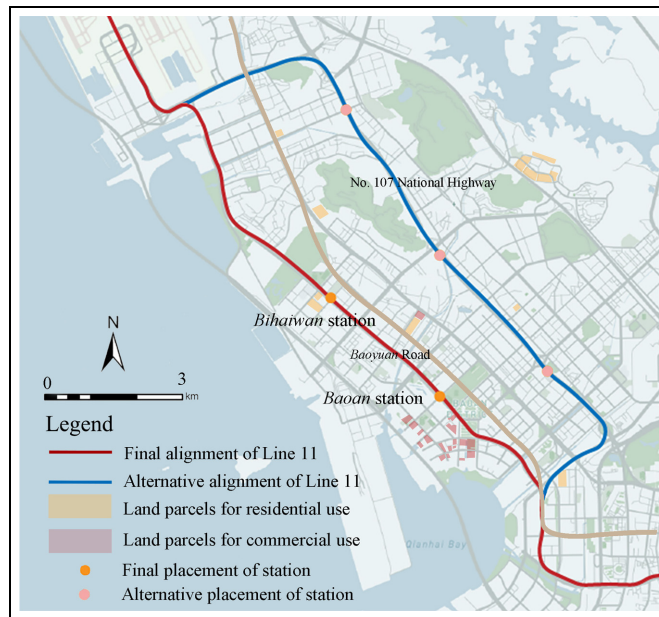 No. 107 National Highway
Bihaiwan station
Baoyuan Road
N
Baoan station
0 3
km
Legend
Final alignment of Line 11
Alternative alignment of Line 11
Land parcels for residential use
Land parcels for commercial use
Qianhai Bay
Final placement of station
Alternative placement of station